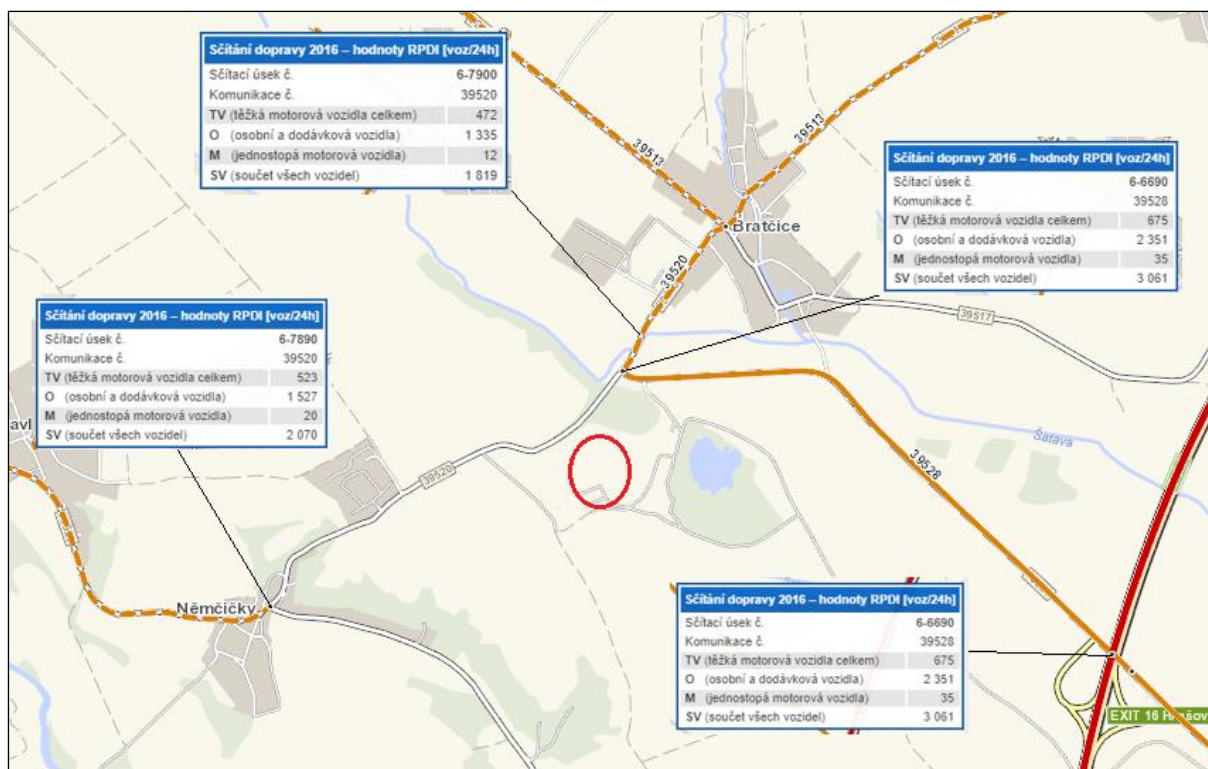 Sčítání dopravy 2016 – hodnoty RPDI [voz/24h]
Sčítací úsek č. 6-7900
Komunikace č. 39520
TV (těžká motorová vozidla celkem) 472
O (osobní a dodávková vozidla) 1 335
M (jednostopá motorová vozidla) 12
SV (součet všech vozidel) 1 819
39513
39513
Bratčice
39520
Sčítání dopravy 2016 – hodnoty RPDI [voz/24h]
Sčítací úsek č. 6-6690
Komunikace č. 39528
TV (těžká motorová vozidla celkem) 675
O (osobní a dodávková vozidla) 2 351
M (jednostopá motorová vozidla) 35
SV (součet všech vozidel) 3 061
39517
Sčítání dopravy 2016 – hodnoty RPDI [voz/24h]
Sčítací úsek č. 6-7890
Komunikace č. 39520
TV (těžká motorová vozidla celkem) 523
O (osobní a dodávková vozidla) 1 527
M (jednostopá motorová vozidla) 20
SV (součet všech vozidel) 2 070
avl
Šatava
39528
39520
Němčičky
Sčítání dopravy 2016 – hodnoty RPDI [voz/24h]
Sčítací úsek č. 6-6690
Komunikace č. 39528
TV (těžká motorová vozidla celkem) 675
O (osobní a dodávková vozidla) 2 351
M (jednostopá motorová vozidla) 35
SV (součet všech vozidel) 3 061
EXIT 16